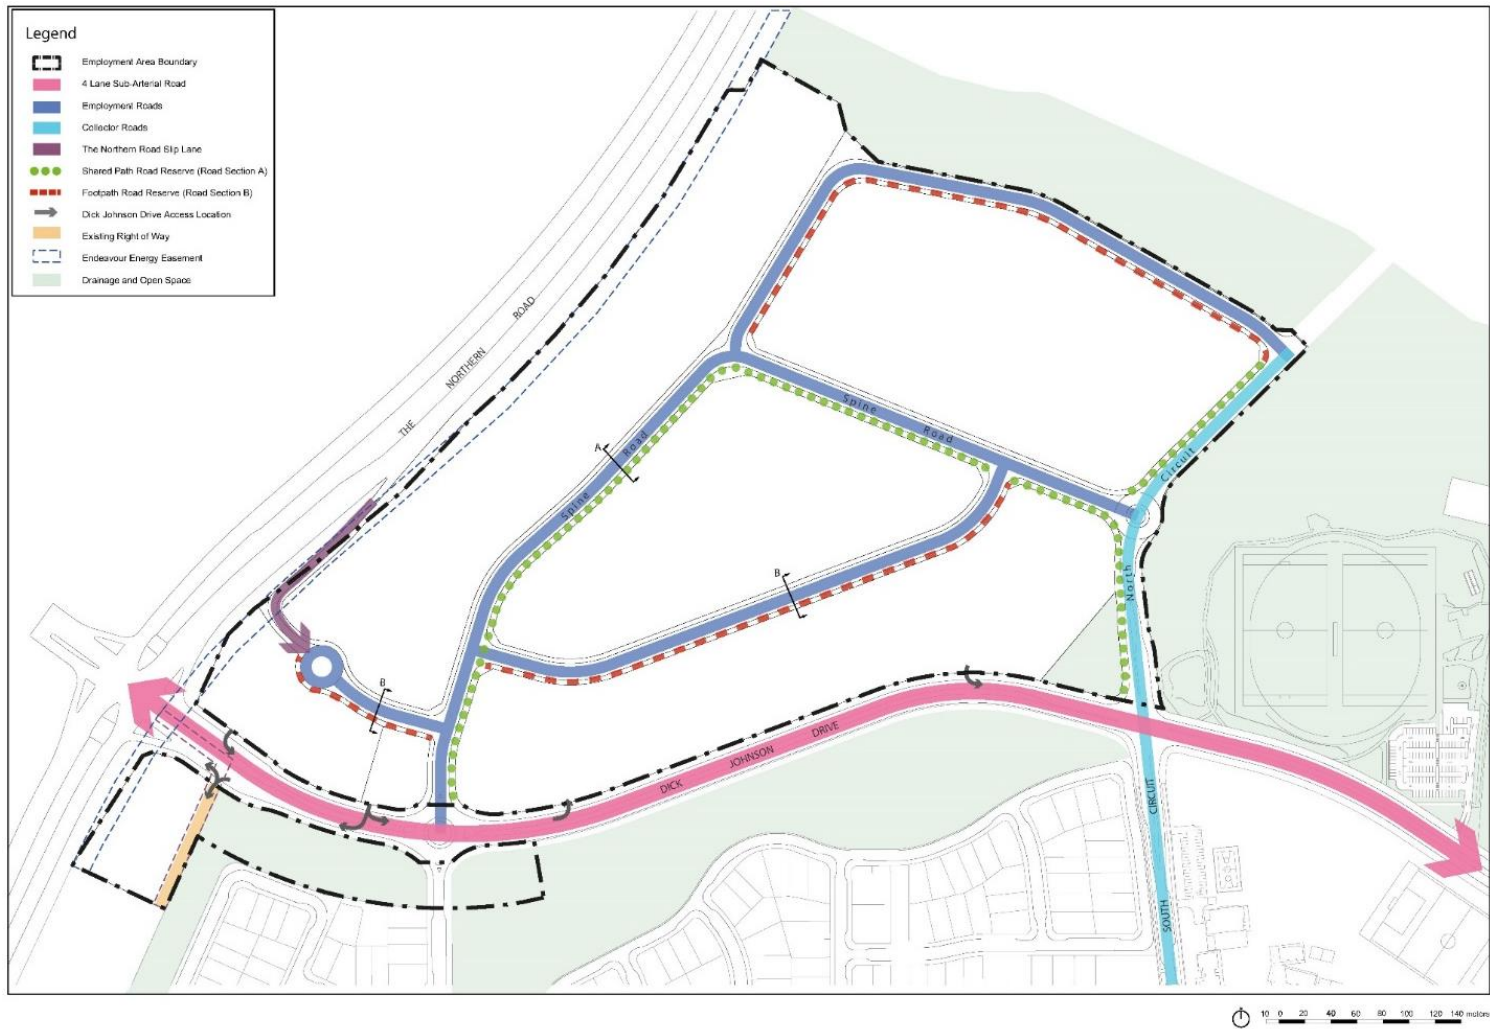 Legend
Employment Area Boundary
4 Lane Sub-Arterial Road
Employment Roads
Collector Roads
The Northern Road Slip Lane
Shared Path Road Reserve (Road Section A)
Footpath Road Reserve (Road Section B)
Dick Johnson Drive Access Location
Existing Right of Way
Endeavour Energy Easement
Drainage and Open Space
THE NORTHERN ROAD
Spine Road
A
Spine Road
Circuit
North
B
B
DICK JOHNSON DRIVE
CIRCUIT
SOUTH
10 0 20 40 60 80 100 120 140 meters